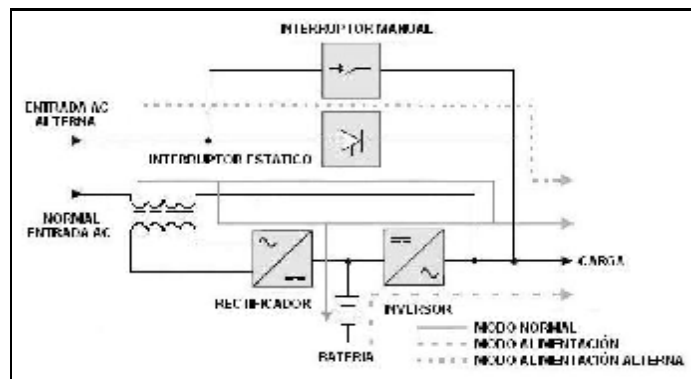 INTERRUPTOR MANUAL
ENTRADA AC
ALTERNA
INTERRUPTOR ESTATICO
NORMAL
ENTRADA AC
CARGA
RECTIFICADOR
INVERSOR
BATERIA
MODO NORMAL
MODO ALIMENTACIÓN
MODO ALIMENTACIÓN ALTERNA